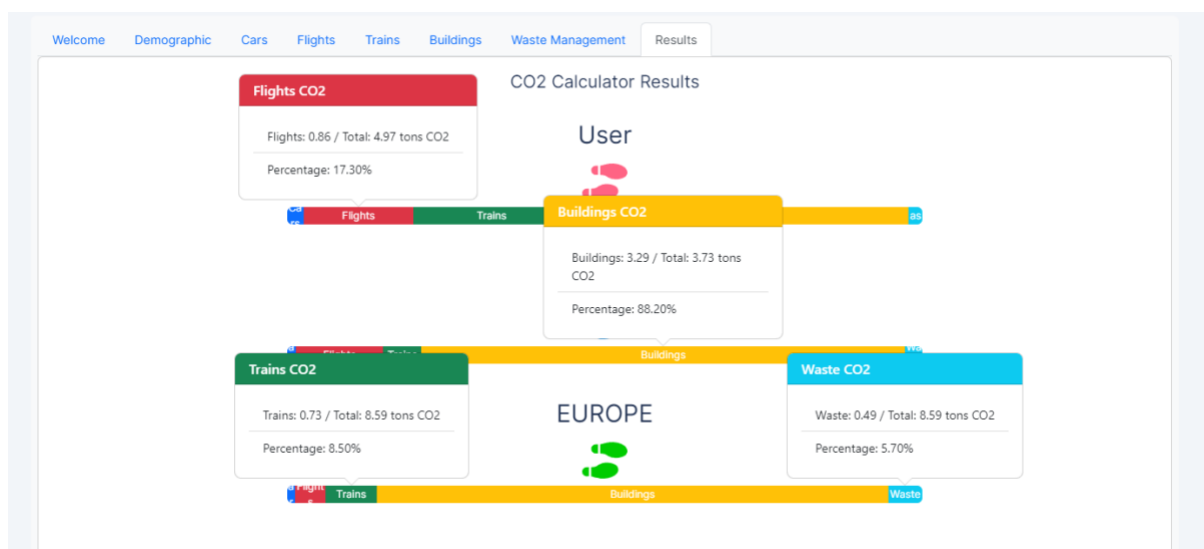 Welcome Demographic Cars Flights Trains Buildings Waste Management Results
CO2 Calculator Results
Flights CO2
Flights: 0.86 / Total: 4.97 tons CO2
Percentage: 17.30%
User
Flights Trains as
Buildings CO2
Buildings: 3.29 / Total: 3.73 tons
CO2
Percentage: 88.20%
Buildings
Trains CO2
Trains: 0.73 / Total: 8.59 tons CO2
Percentage: 8.50%
EUROPE
Waste CO2
Waste: 0.49 / Total: 8.59 tons CO2
Percentage: 5.70%
Trains Buildings Waste